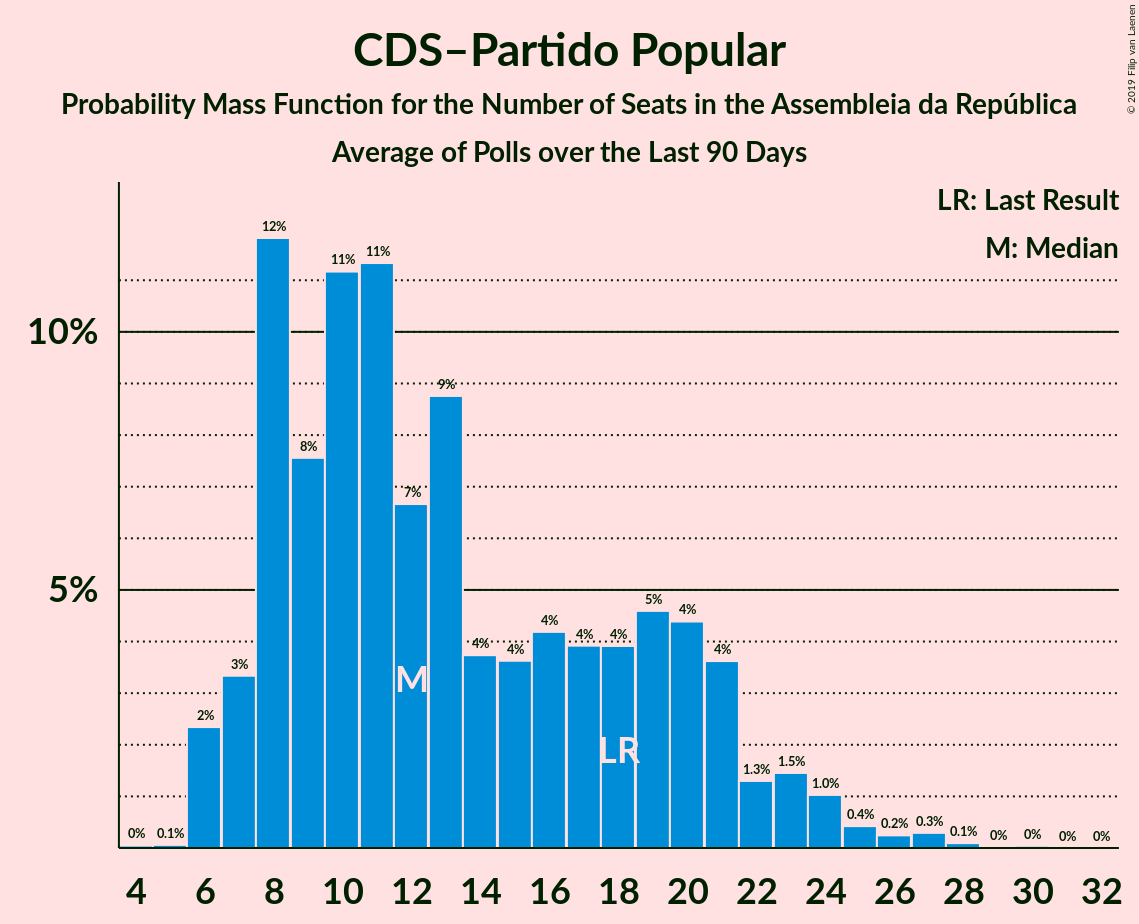 CDS–Partido Popular
Probability Mass Function for the Number of Seats in the Assembleia da República
Average of Polls over the Last 90 Days
© 2019 Filip van Laenen
LR: Last Result
M: Median
10%
5%
0% 0.1% 2% 3% 12% 8% 11% 11% 7% 9% 4% 4% 4% 4% 4% 5% 4% 4% 1.3% 1.5% 1.0% 0.4% 0.2% 0.3% 0.1% 0% 0% 0% 0%
M
LR
4 6 8 10 12 14 16 18 20 22 24 26 28 30 32